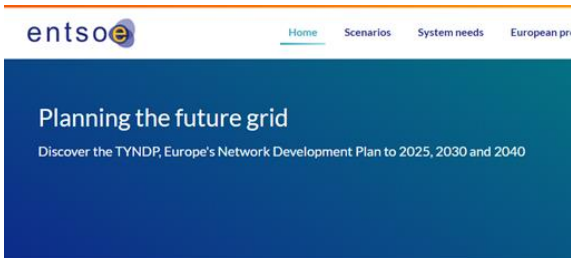 entsoe
Home Scenarios System needs European pr
Planning the future grid
Discover the TYNDP, Europe's Network Development Plan to 2025, 2030 and 2040